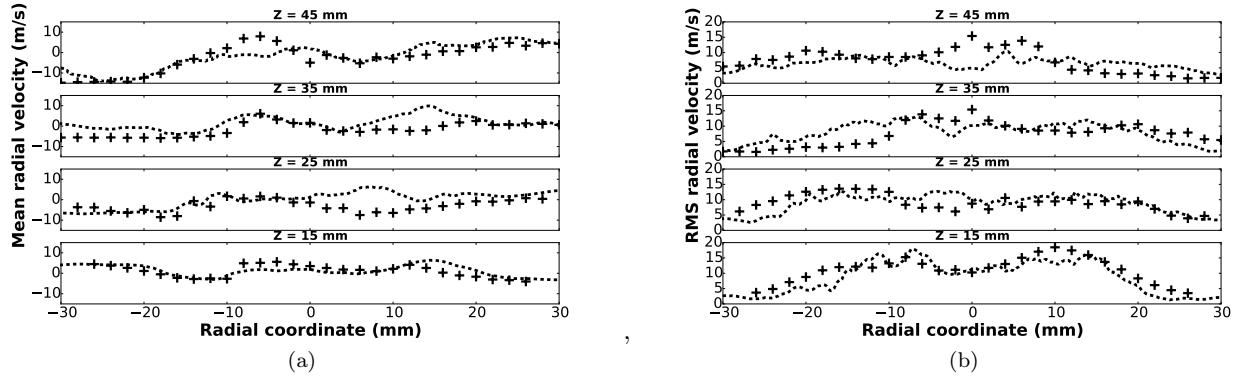 Z = 45 mm
10
0
−10
Z = 35 mm
10
0
−10
Z = 25 mm
10
0
−10
Z = 15 mm
10
0
−10
−30 −20 −10 0 10 20 30
Mean radial velocity (m/s)
Radial coordinate (mm)
(a)
,
Z = 45 mm
20
15
10
5
0
Z = 35 mm
20
15
10
5
0
Z = 25 mm
20
15
10
5
0
Z = 15 mm
20
15
10
5
0
−30 −20 −10 0 10 20 30
RMS radial velocity (m/s)
Radial coordinate (mm)
(b)